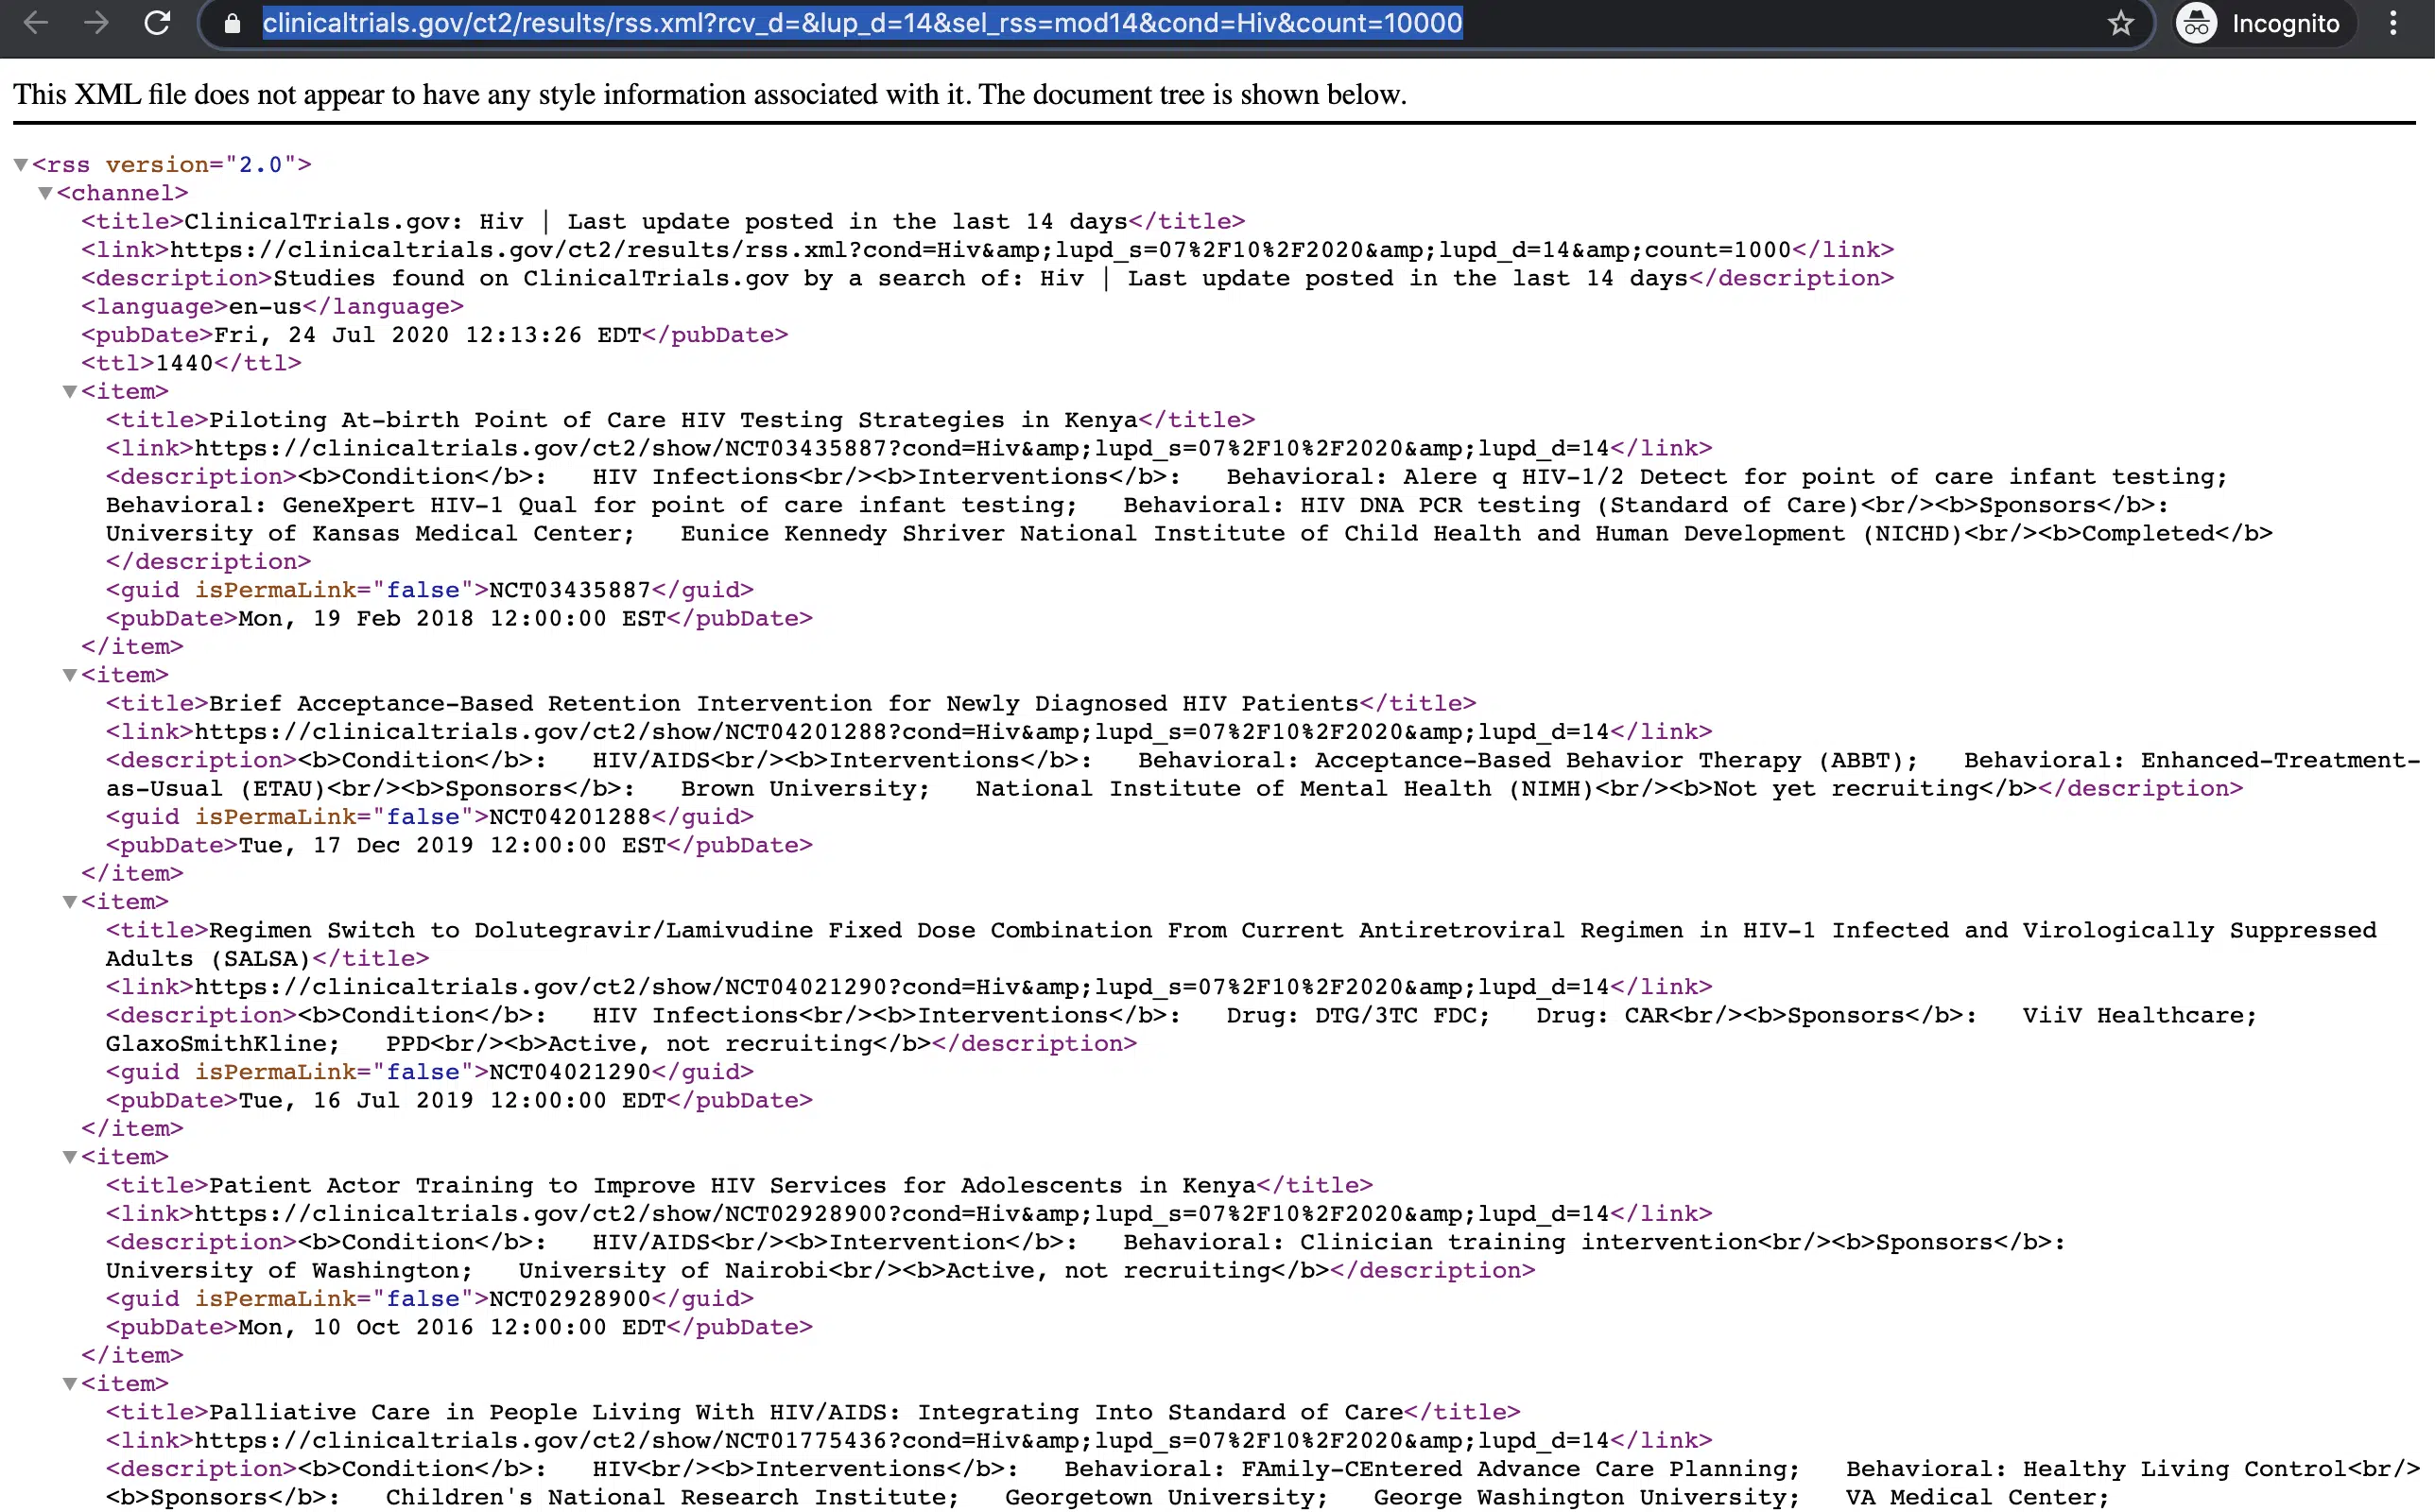 clinicaltrials.gov/ct2/results/rss.xml?rcv_d=&lup_d=14&sel_rss=mod14&cond=Hiv&count=10000
Incognito
This XML file does not appear to have any style information associated with it. The document tree is shown below.
<rss version="2.0">
<channel>
<title>ClinicalTrials.gov: Hiv | Last update posted in the last 14 days</title>
<link>https://clinicaltrials.gov/ct2/results/rss.xml?cond=Hiv&amp;lupd_s=07%2F10%2F2020&amp;lupd_d=14&amp;count=1000</link>
<description>Studies found on ClinicalTrials.gov by a search of: Hiv | Last update posted in the last 14 days</description>
<language>en-us</language>
<pubDate>Fri, 24 Jul 2020 12:13:26 EDT</pubDate>
<ttl>1440</ttl>
<item>
<title>Piloting At-birth Point of Care HIV Testing Strategies in Kenya</title>
<link>https://clinicaltrials.gov/ct2/show/NCT03435887?cond=Hiv&amp;lupd_s=07%2F10%2F2020&amp;lupd_d=14</link>
<description><b>Condition</b>:   HIV Infections<br/><b>Interventions</b>:   Behavioral: Alere q HIV-1/2 Detect for point of care infant testing;
Behavioral: GeneXpert HIV-1 Qual for point of care infant testing;   Behavioral: HIV DNA PCR testing (Standard of Care)<br/><b>Sponsors</b>:
University of Kansas Medical Center;   Eunice Kennedy Shriver National Institute of Child Health and Human Development (NICHD)<br/><b>Completed</b>
</description>
<guid isPermaLink="false">NCT03435887</guid>
<pubDate>Mon, 19 Feb 2018 12:00:00 EST</pubDate>
</item>
<item>
<title>Brief Acceptance-Based Retention Intervention for Newly Diagnosed HIV Patients</title>
<link>https://clinicaltrials.gov/ct2/show/NCT04201288?cond=Hiv&amp;lupd_s=07%2F10%2F2020&amp;lupd_d=14</link>
<description><b>Condition</b>:   HIV/AIDS<br/><b>Interventions</b>:   Behavioral: Acceptance-Based Behavior Therapy (ABBT);   Behavioral: Enhanced-Treatment-
as-Usual (ETAU)<br/><b>Sponsors</b>:   Brown University;   National Institute of Mental Health (NIMH)<br/><b>Not yet recruiting</b></description>
<guid isPermaLink="false">NCT04201288</guid>
<pubDate>Tue, 17 Dec 2019 12:00:00 EST</pubDate>
</item>
<item>
<title>Regimen Switch to Dolutegravir/Lamivudine Fixed Dose Combination From Current Antiretroviral Regimen in HIV-1 Infected and Virologically Suppressed
Adults (SALSA)</title>
<link>https://clinicaltrials.gov/ct2/show/NCT04021290?cond=Hiv&amp;lupd_s=07%2F10%2F2020&amp;lupd_d=14</link>
<description><b>Condition</b>:   HIV Infections<br/><b>Interventions</b>:   Drug: DTG/3TC FDC;   Drug: CAR<br/><b>Sponsors</b>:   ViiV Healthcare;
GlaxoSmithKline;   PPD<br/><b>Active, not recruiting</b></description>
<guid isPermaLink="false">NCT04021290</guid>
<pubDate>Tue, 16 Jul 2019 12:00:00 EDT</pubDate>
</item>
<item>
<title>Patient Actor Training to Improve HIV Services for Adolescents in Kenya</title>
<link>https://clinicaltrials.gov/ct2/show/NCT02928900?cond=Hiv&amp;lupd_s=07%2F10%2F2020&amp;lupd_d=14</link>
<description><b>Condition</b>:   HIV/AIDS<br/><b>Intervention</b>:   Behavioral: Clinician training intervention<br/><b>Sponsors</b>:
University of Washington;   University of Nairobi<br/><b>Active, not recruiting</b></description>
<guid isPermaLink="false">NCT02928900</guid>
<pubDate>Mon, 10 Oct 2016 12:00:00 EDT</pubDate>
</item>
<item>
<title>Palliative Care in People Living With HIV/AIDS: Integrating Into Standard of Care</title>
<link>https://clinicaltrials.gov/ct2/show/NCT01775436?cond=Hiv&amp;lupd_s=07%2F10%2F2020&amp;lupd_d=14</link>
<description><b>Condition</b>:   HIV<br/><b>Interventions</b>:   Behavioral: FAmily-CEntered Advance Care Planning;   Behavioral: Healthy Living Control<br/>
<b>Sponsors</b>:   Children's National Research Institute;   Georgetown University;   George Washington University;   VA Medical Center;